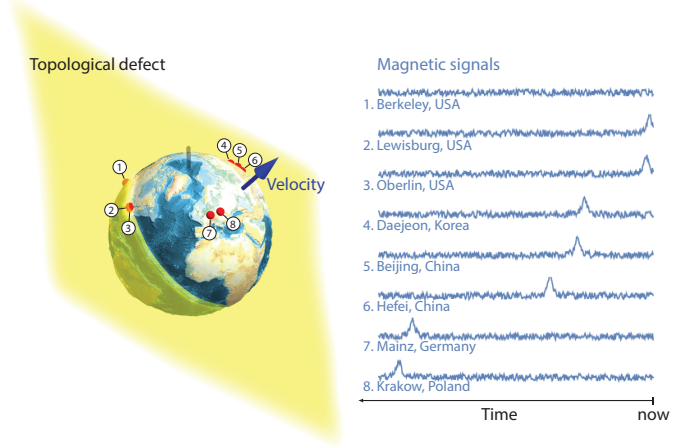 Topological defect
Magnetic signals
1. Berkeley, USA
2. Lewisburg, USA
3. Oberlin, USA
4. Daejeon, Korea
5. Beijing, China
6. Hefei, China
7. Mainz, Germany
8. Krakow, Poland
Time
now
Velocity
1
2
3
4
5
6
7
8